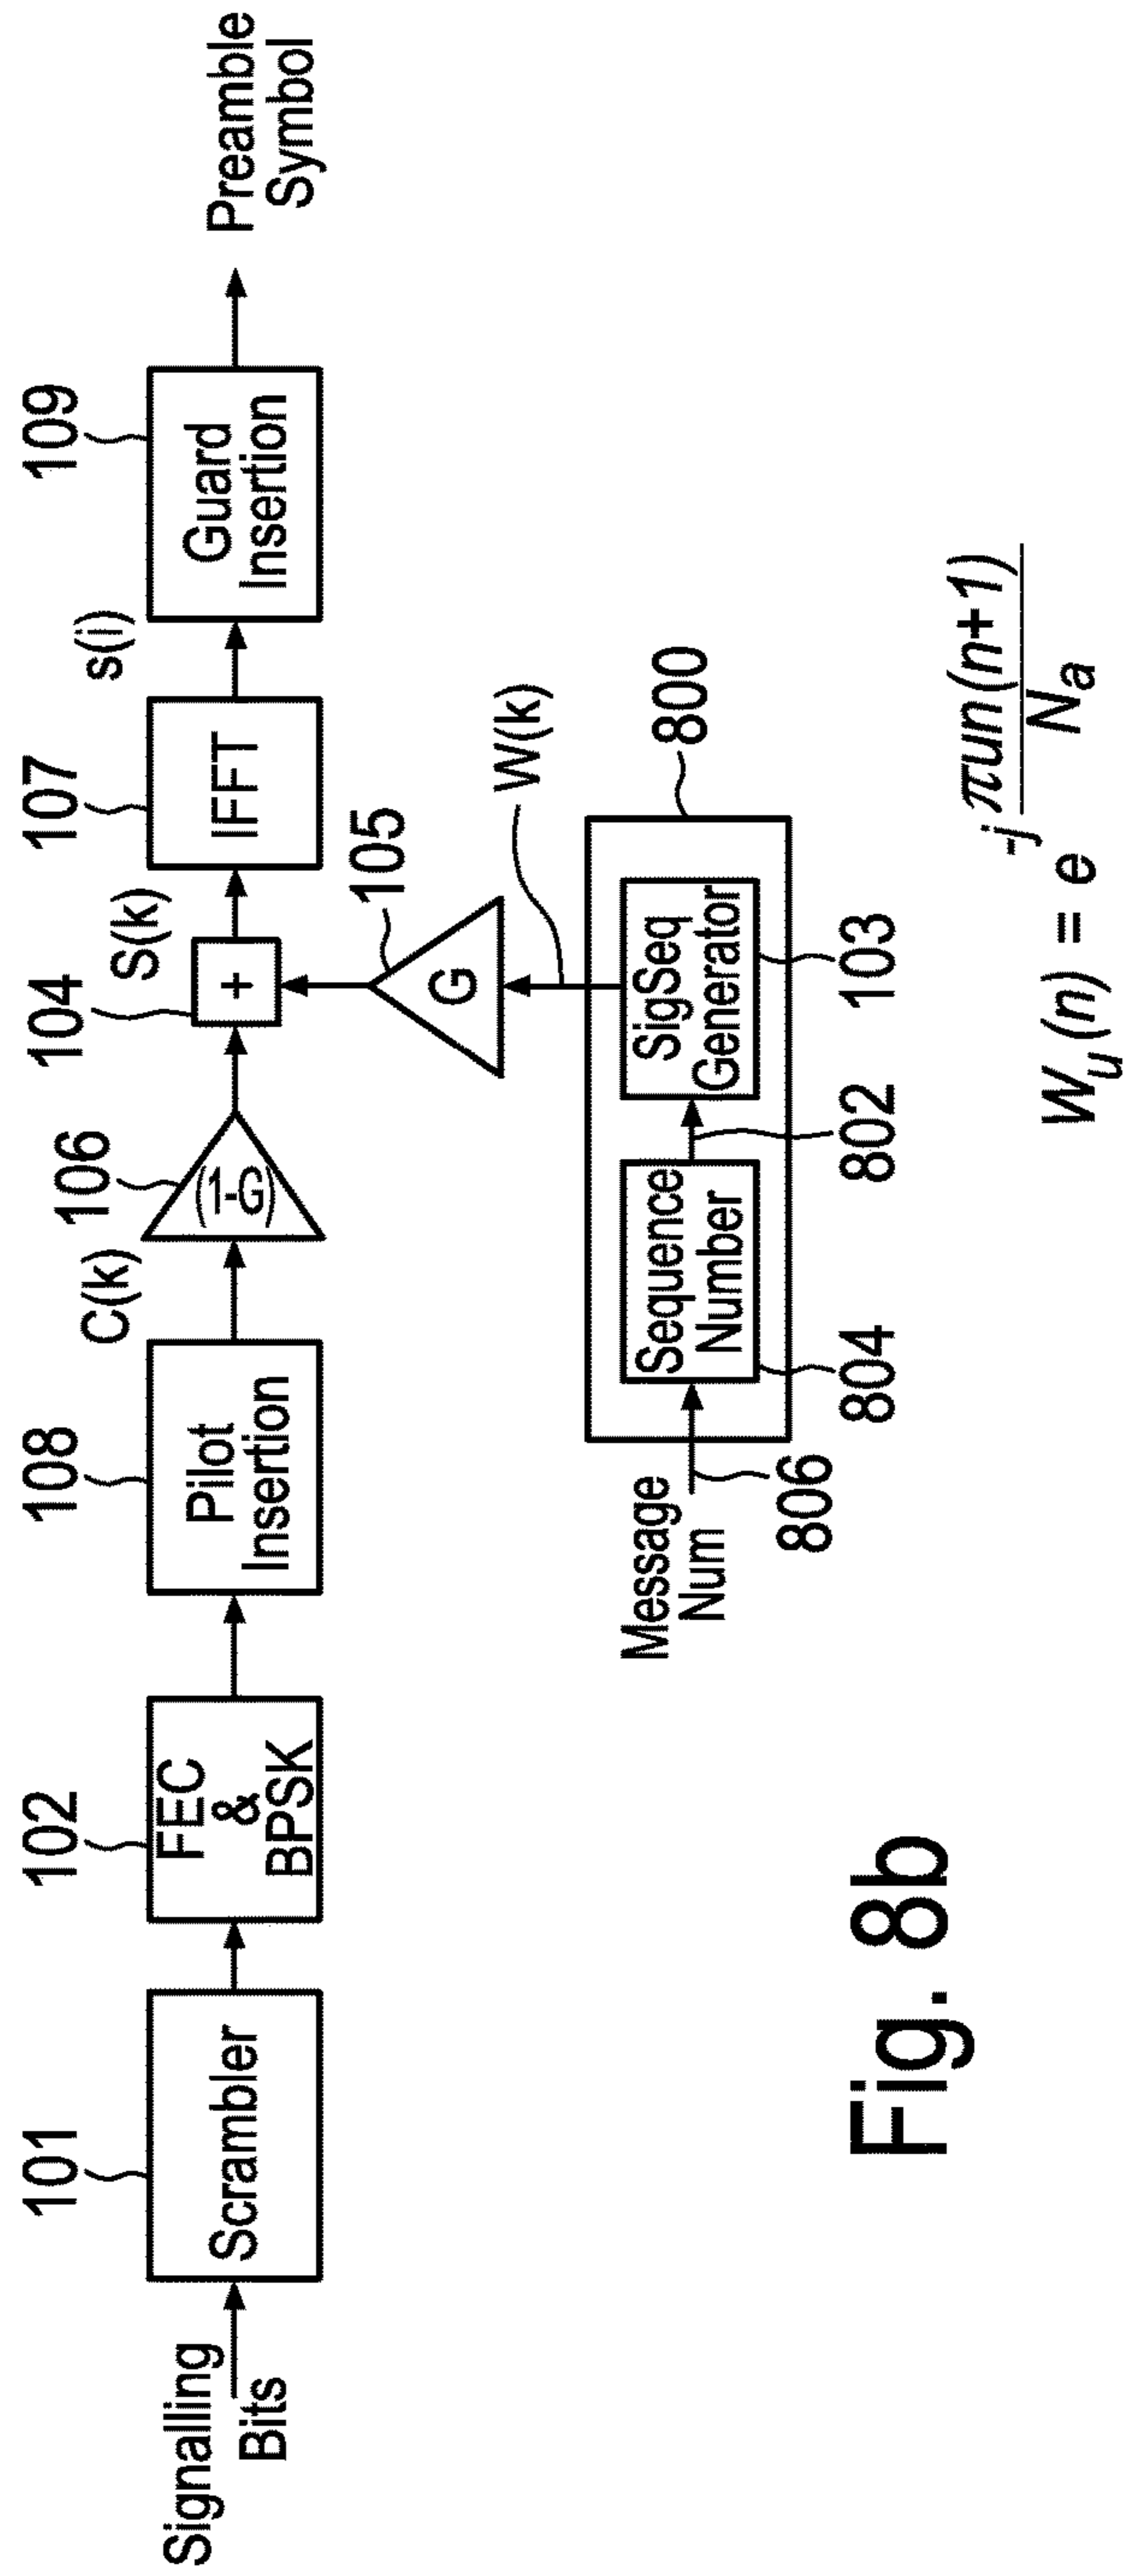 Signalling
Bits
101
Scrambler
102
FEC
&
BPSK
108
Pilot
Insertion
C(k)
106
(1-G)
104
+
S(k)
107
IFFT
s(i)
109
Guard
Insertion
Preamble
Symbol
105
G
W(k)
800
Message
Num
806
Sequence
Number
804
802
SigSeq
Generator
103
W_u(n) = e^{-j \frac{πun(n+1)}{N_a}}
Fig. 8b